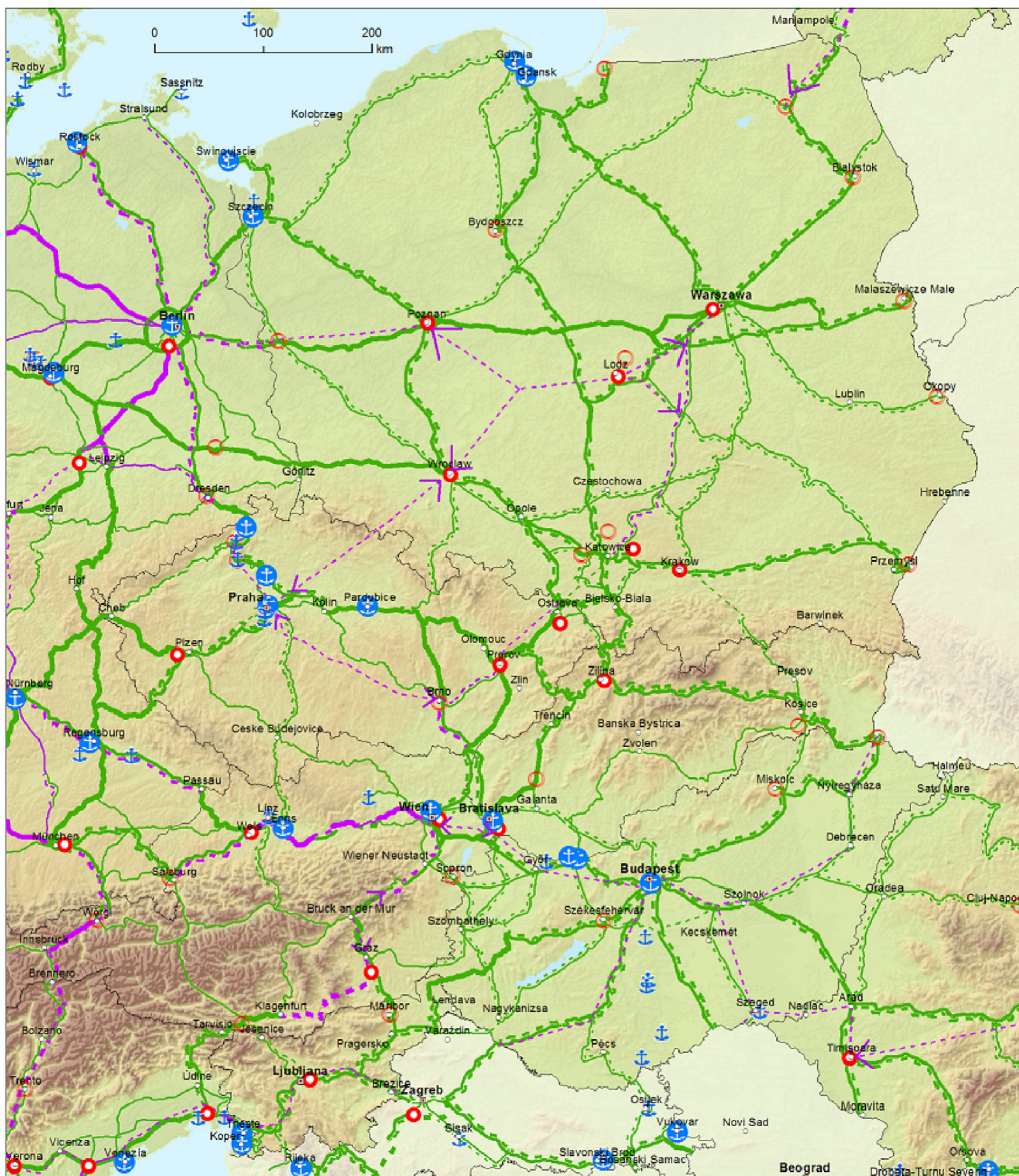 Marijampole
0 100 200
km
Gdynia
Gdansk
Rødby
Sassnitz
Stralsund
Kolobrzeg
Rostock
Swinoujscie
Wismar
Bialystok
Szczecin
Bydgoszcz
Malaszewicze Male
Warszawa
Berlin
Poznan
Magdeburg
Lodz
Lublin
Okopy
Leipzig
Wroclaw
Görlitz
Czestochowa
Dresden
Hrebenne
furt
Jena
Opole
Katowice
Krakow
Przemysl
Hof
Praha
Kolin
Pardubice
Cheb
Ostrava
Bielsko-Biala
Barwinek
Plzen
Olomouc
Prerov
Zlin
Zilina
Presov
Nürnberg
Brno
Kosice
Trencin
Banska Bystrica
Ceske Budejovice
Regensburg
Zvolen
Halmeu
Passau
Miskolc
Nyiregyhaza
Satu Mare
Galanta
Linz
Enns
Wien
Bratislava
München
Wels
Debrecen
Wiener Neustadt
Györ
Salzburg
Sopron
Budapest
Oradea
Szolnok
Cluj-Napo
Wörgl
Bruck an der Mur
Székesfehérvár
Szombathely
Kecskemét
Innsbruck
Graz
Brennero
Lendava
Nagykanizsa
Szeged
Nadlac
Arad
Klagenfurt
Maribor
Bolzano
Tarvisio
Jesenice
Varazdin
Pragersko
Pécs
Timisoara
Udine
Ljubljana
Trento
Brezice
Zagreb
Osijek
Moravita
Trieste
Koper
Vukovar
Novi Sad
Sisak
Vicenza
Venezia
Verona
Rijeka
Slavonski Brod
Bosanski Samac
Beograd
Orsova
Drobeta-Turnu Severin